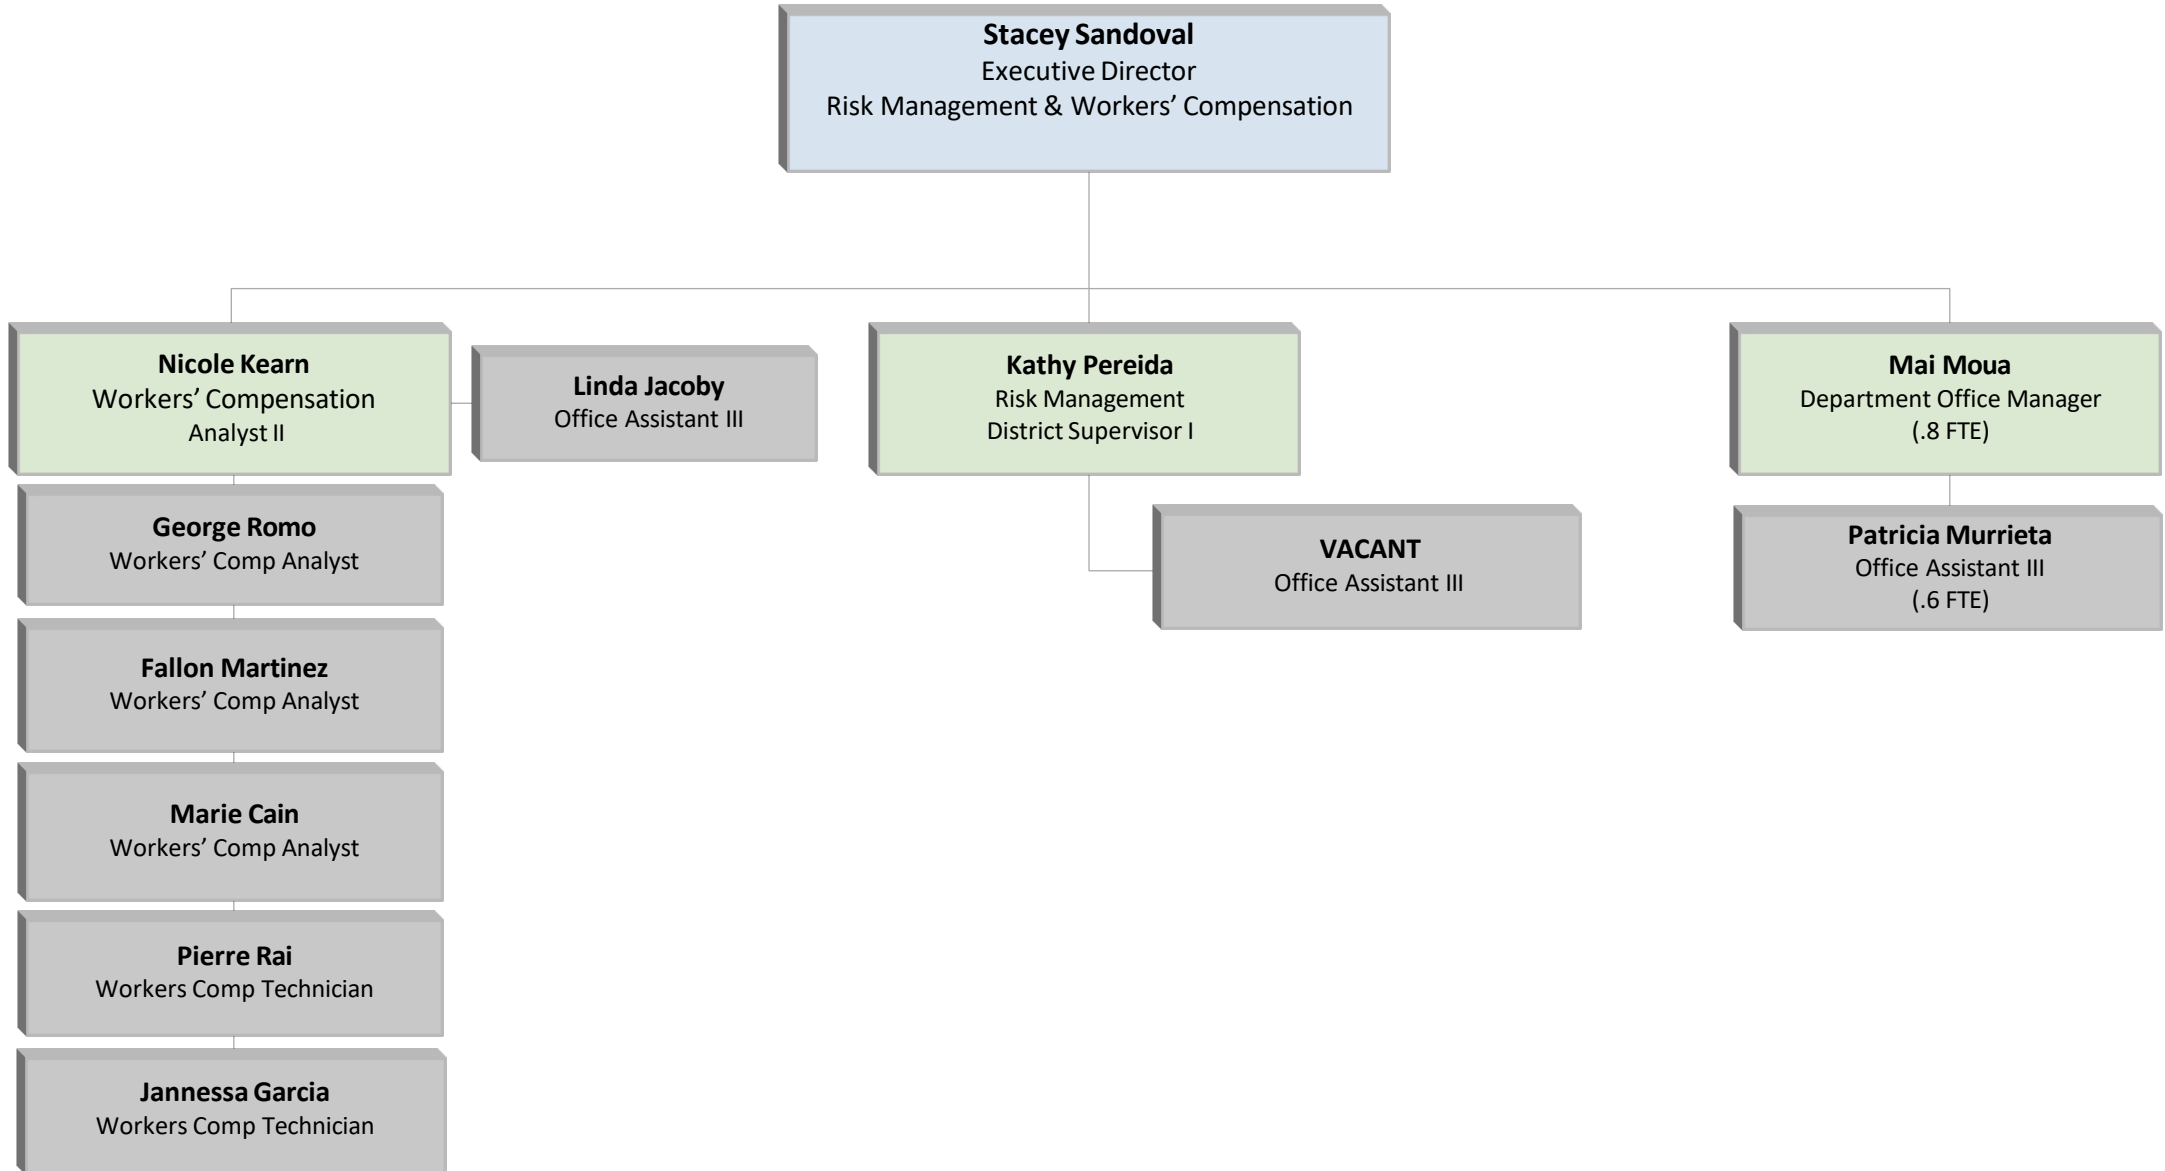 Stacey Sandoval
Executive Director
Risk Management & Workers’ Compensation
Nicole Kearn
Workers’ Compensation
Analyst II
Linda Jacoby
Office Assistant III
Kathy Pereida
Risk Management
District Supervisor I
Mai Moua
Department Office Manager
(.8 FTE)
George Romo
Workers’ Comp Analyst
VACANT
Office Assistant III
Patricia Murrieta
Office Assistant III
(.6 FTE)
Fallon Martinez
Workers’ Comp Analyst
Marie Cain
Workers’ Comp Analyst
Pierre Rai
Workers Comp Technician
Jannessa Garcia
Workers Comp Technician